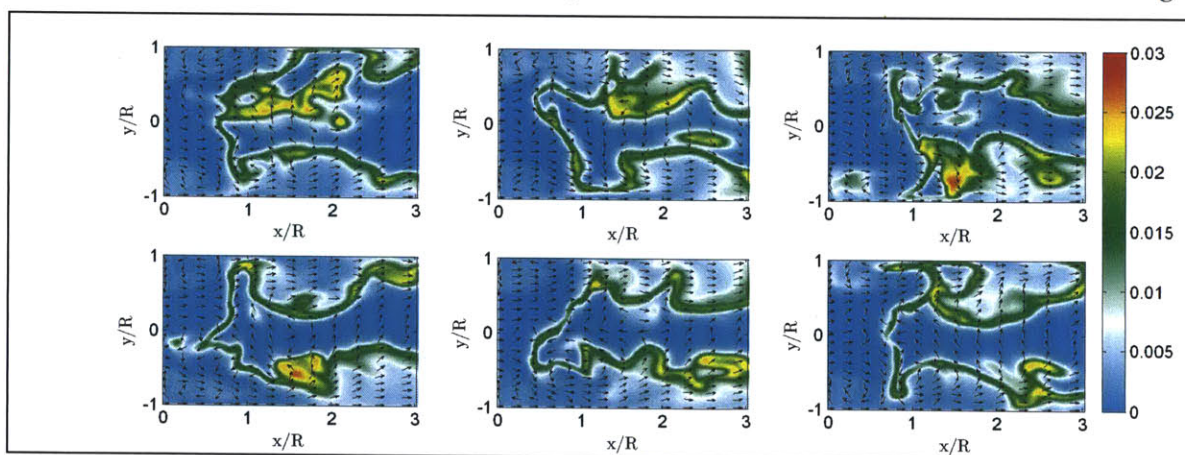 1 1 1 0.03
y/R 0 y/R 0 y/R 0 0.025
-1 -1 -1 0.02
0 1 2 3 0 1 2 3 0 1 2 3
x/R x/R x/R 0.015
1 1 1 0.01
y/R 0 y/R 0 y/R 0 0.005
-1 -1 -1 0
0 1 2 3 0 1 2 3 0 1 2 3
x/R x/R x/R